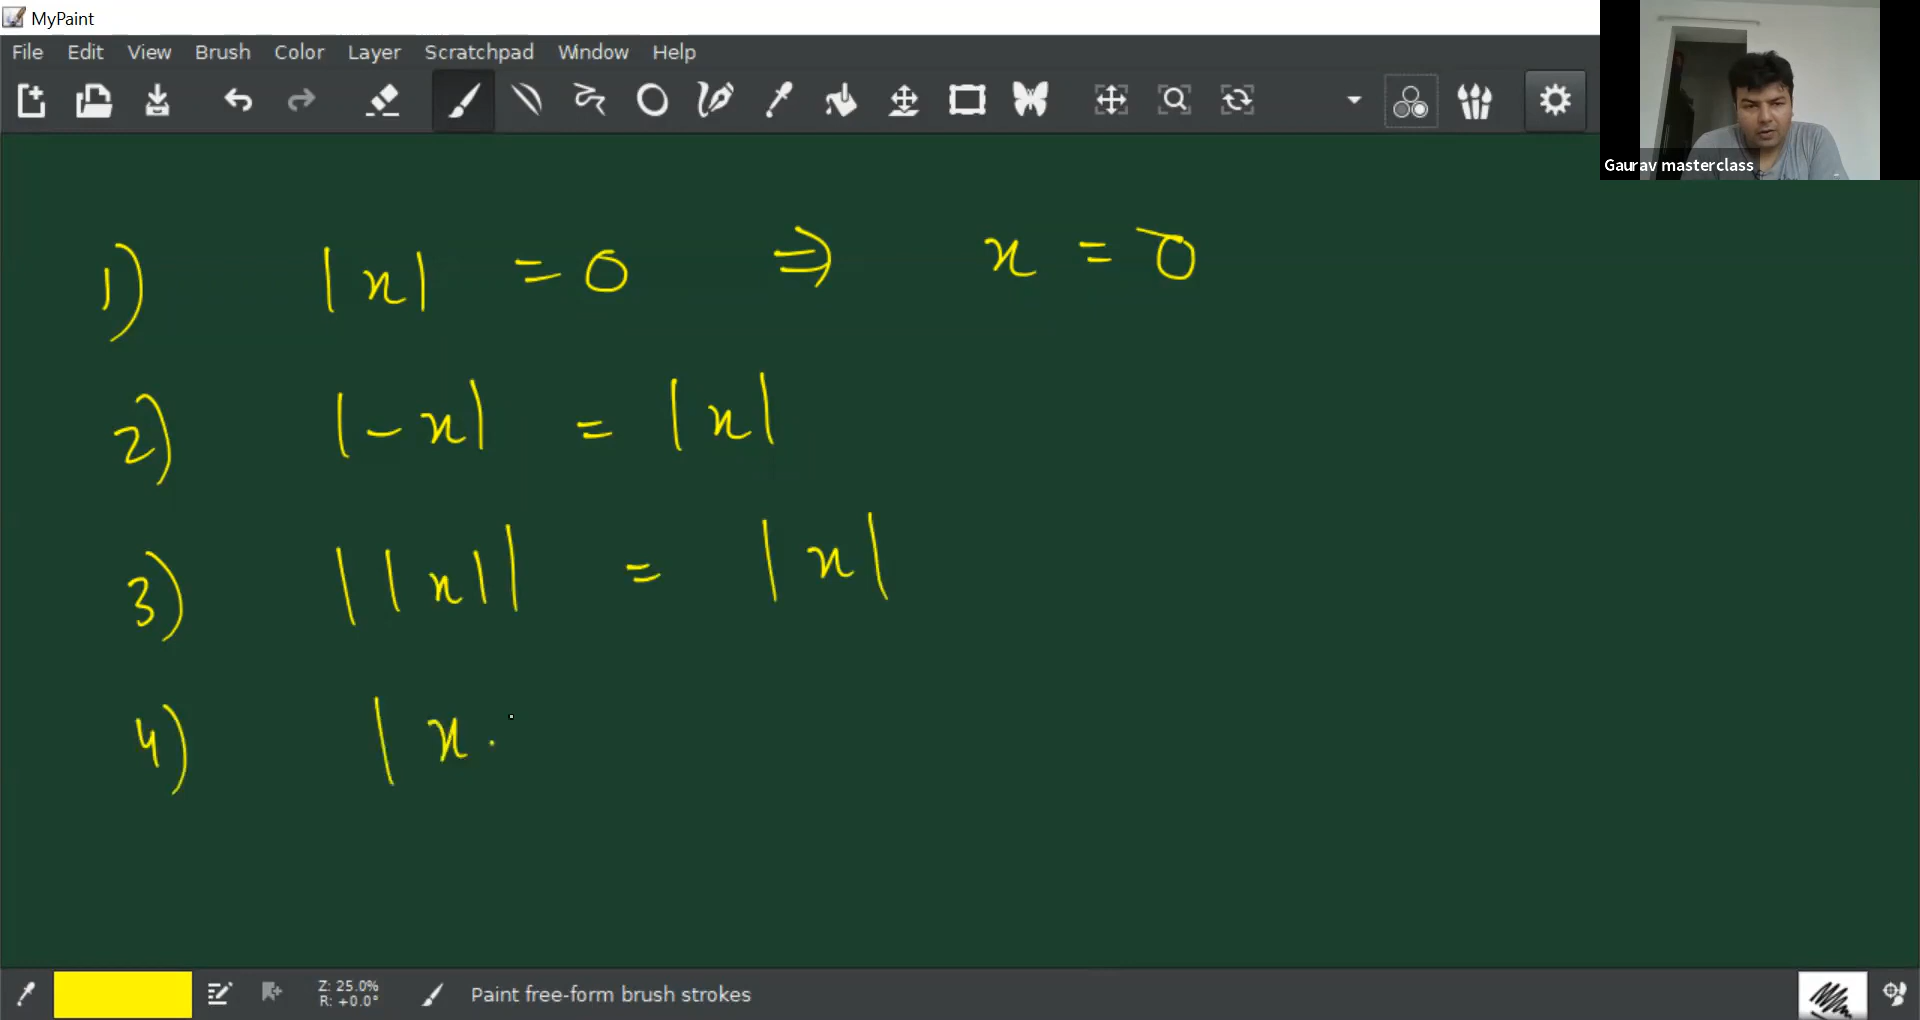 MyPaint
File Edit View Brush Color Layer Scratchpad Window Help
Gaurav masterclass
1) |x| = 0 ⇒ x = 0
2) |-x| = |x|
3) ||x|| = |x|
4) |x .
Z: 25.0%
R: +0.0°
Paint free-form brush strokes